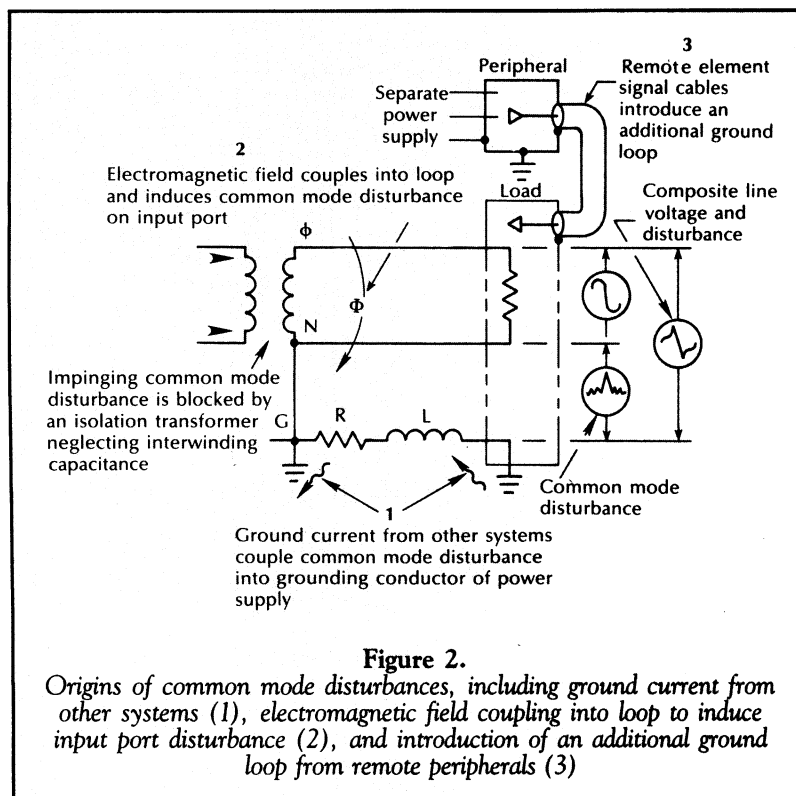 3
Peripheral
Remote element
signal cables
introduce an
additional ground
loop
Separate
power
supply
2
Electromagnetic field couples into loop
and induces common mode disturbance
on input port
Load
Composite line
voltage and
disturbance
ϕ
Φ
N
Impinging common mode
disturbance is blocked by
an isolation transformer
neglecting interwinding
capacitance
G
R
L
Common mode
disturbance
1
Ground current from other systems
couple common mode disturbance
into grounding conductor of power
supply
Figure 2.
Origins of common mode disturbances, including ground current from
other systems (1), electromagnetic field coupling into loop to induce
input port disturbance (2), and introduction of an additional ground
loop from remote peripherals (3)